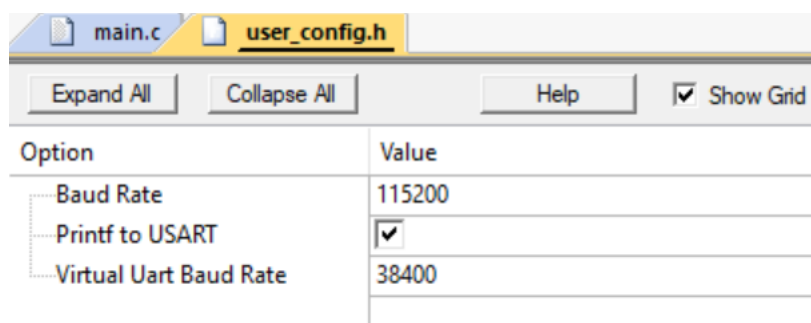 main.c user_config.h
Expand All Collapse All Help Show Grid
Option Value
Baud Rate 115200
Printf to USART
Virtual Uart Baud Rate 38400